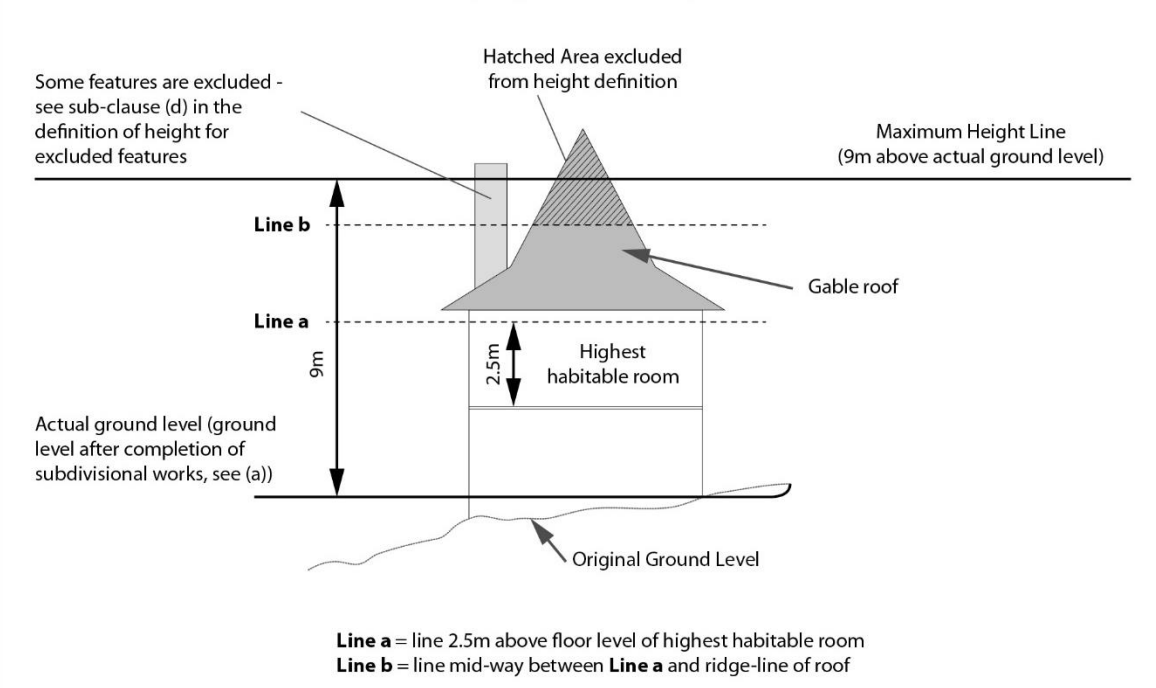 Hatched Area excluded
from height definition
Some features are excluded -
see sub-clause (d) in the
definition of height for
excluded features
Maximum Height Line
(9m above actual ground level)
Line b
Gable roof
Line a
9m
2.5m
Highest
habitable room
Actual ground level (ground
level after completion of
subdivisional works, see (a))
Original Ground Level
Line a = line 2.5m above floor level of highest habitable room
Line b = line mid-way between Line a and ridge-line of roof